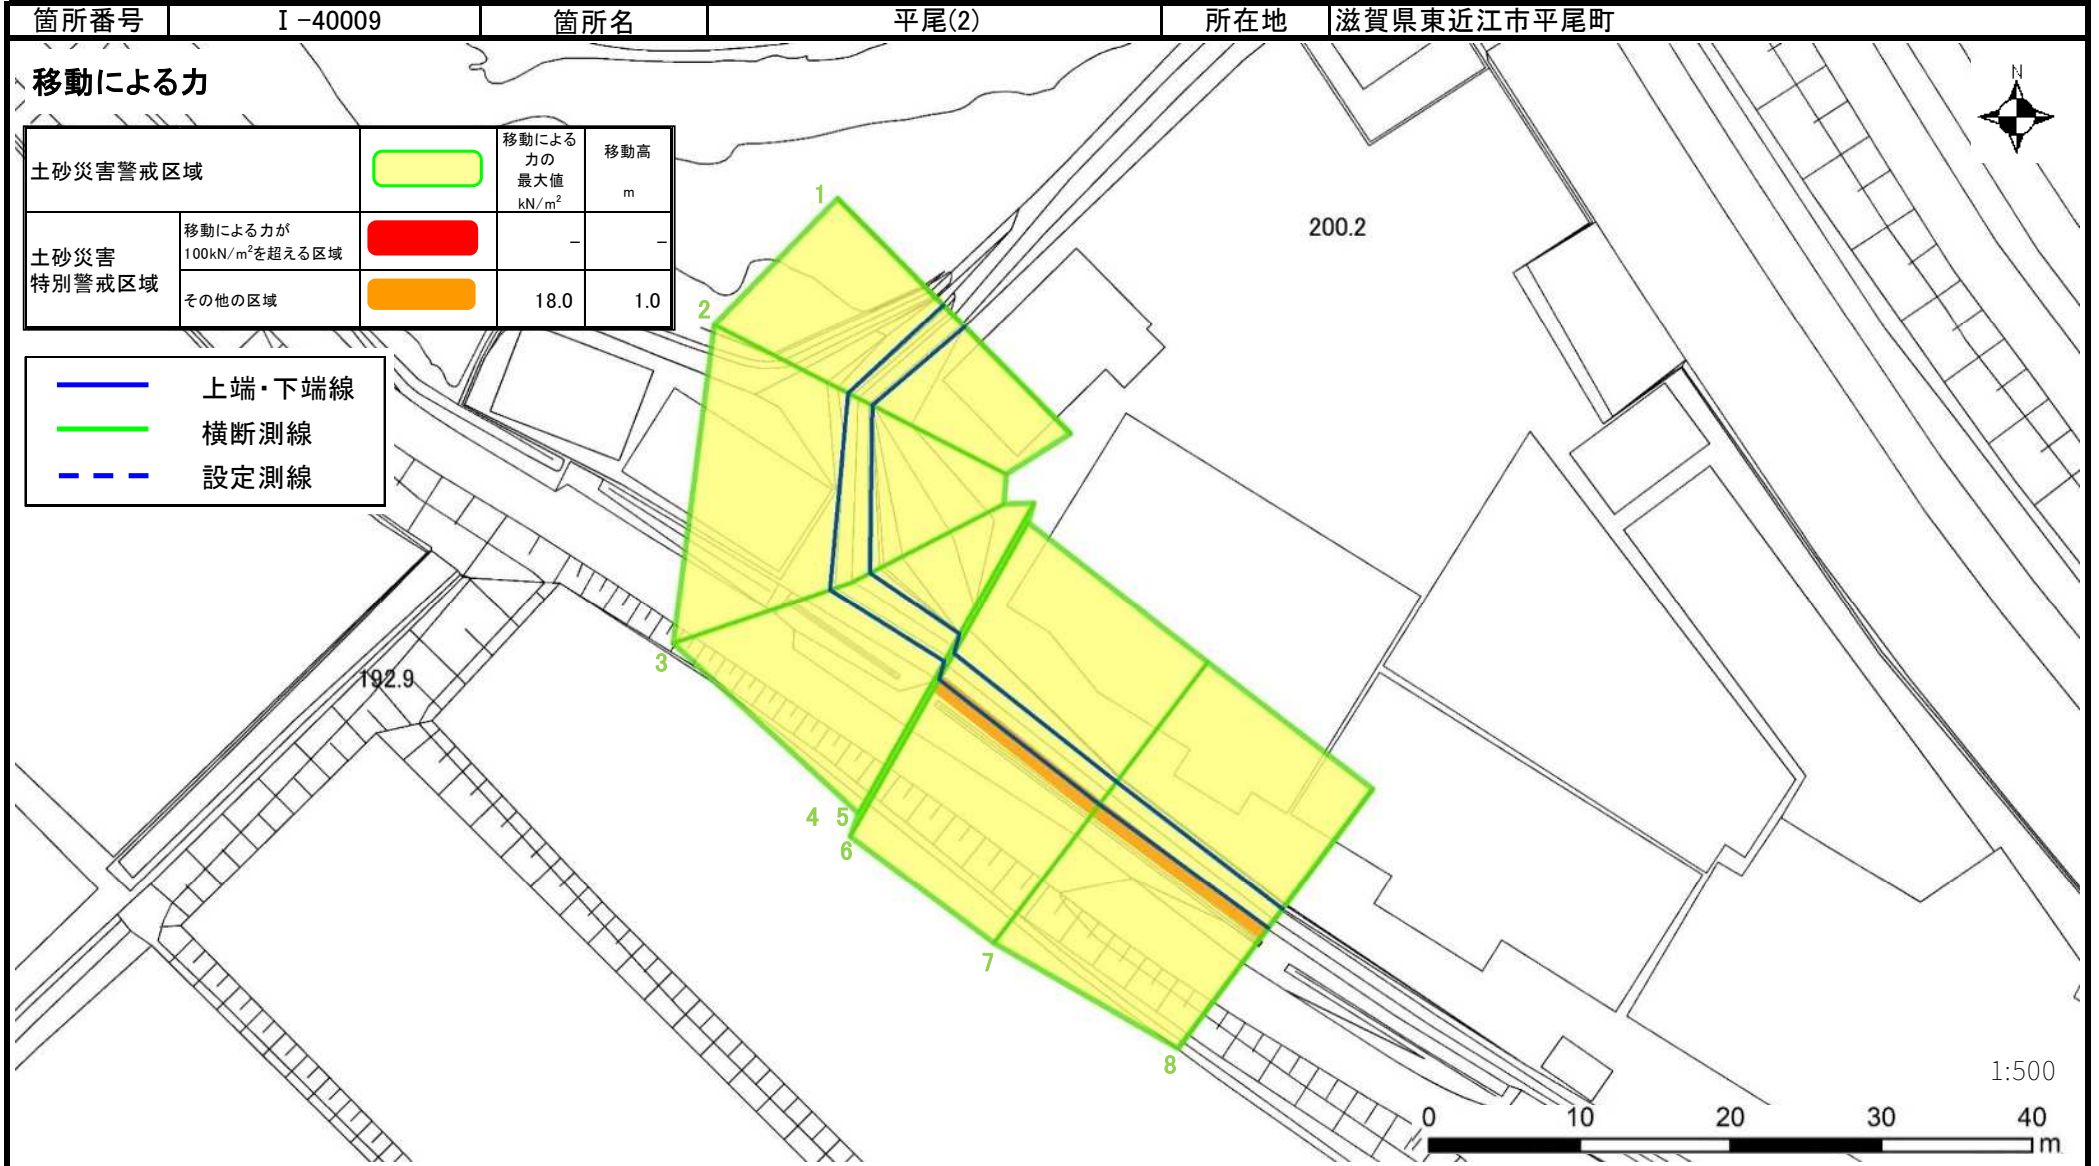 箇所番号 Ⅰ-40009 箇所名 平尾(2) 所在地 滋賀県東近江市平尾町
移動による力
N
土砂災害警戒区域
移動による
力の
最大値
kN/m²
移動高
m
土砂災害
特別警戒区域
移動による力が
100kN/m²を超える区域
－ －
その他の区域 18.0 1.0
上端・下端線
横断測線
設定測線
1
2
3
4 5
6
7
8
200.2
192.9
1:500
0 10 20 30 40
m